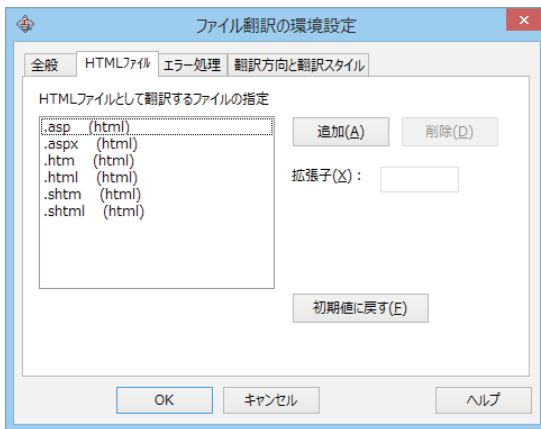 ファイル翻訳の環境設定
全般 HTMLファイル エラー処理 翻訳方向と翻訳スタイル
HTMLファイルとして翻訳するファイルの指定
.asp (html)
.aspx (html)
.htm (html)
.html (html)
.shtm (html)
.shtml (html)
追加(A) 削除(D)
拡張子(X)：
初期値に戻す(F)
OK キャンセル ヘルプ